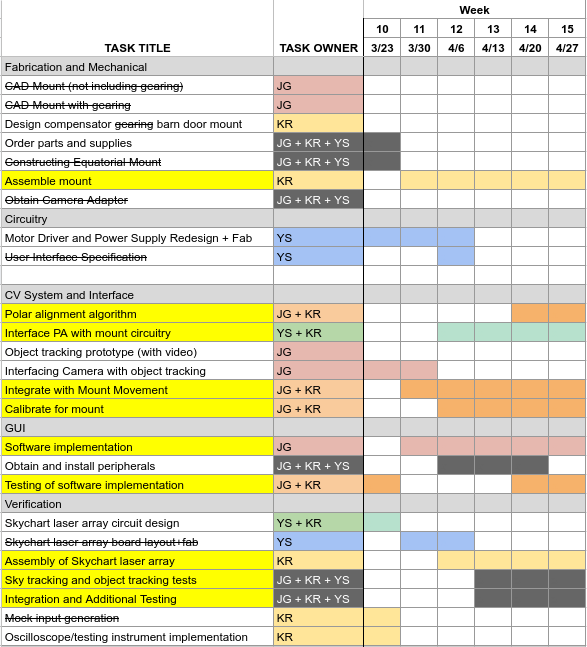 Week
10 11 12 13 14 15
TASK TITLE TASK OWNER 3/23 3/30 4/6 4/13 4/20 4/27
Fabrication and Mechanical
CAD Mount (not including gearing) JG
CAD Mount with gearing JG
Design compensator gearing barn door mount KR
Order parts and supplies JG + KR + YS
Constructing Equatorial Mount JG + KR + YS
Assemble mount KR
Obtain Camera Adapter JG + KR + YS
Circuitry
Motor Driver and Power Supply Redesign + Fab YS
User Interface Specification YS
CV System and Interface
Polar alignment algorithm JG + KR
Interface PA with mount circuitry YS + KR
Object tracking prototype (with video) JG
Interfacing Camera with object tracking JG
Integrate with Mount Movement JG + KR
Calibrate for mount JG + KR
GUI
Software implementation JG
Obtain and install peripherals JG + KR + YS
Testing of software implementation JG + KR
Verification
Skychart laser array circuit design YS + KR
Skychart laser array board layout+fab YS
Assembly of Skychart laser array KR
Sky tracking and object tracking tests JG + KR + YS
Integration and Additional Testing JG + KR + YS
Mock input generation KR
Oscilloscope/testing instrument implementation KR